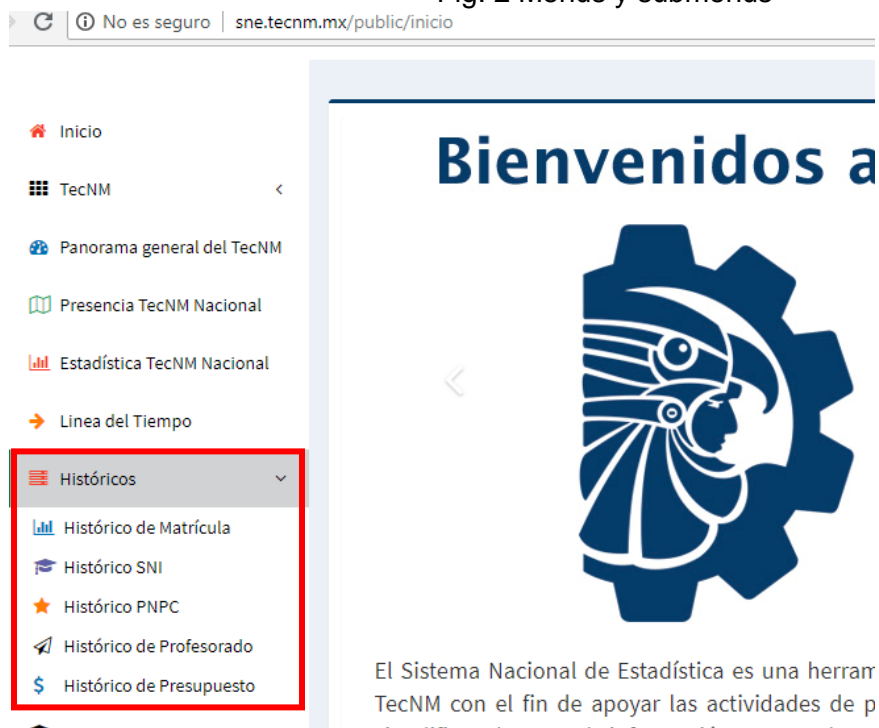 No es seguro | sne.tecnm.mx/public/inicio
Inicio
TecNM
Panorama general del TecNM
Presencia TecNM Nacional
Estadística TecNM Nacional
Linea del Tiempo
Históricos
Histórico de Matrícula
Histórico SNI
Histórico PNPC
Histórico de Profesorado
Histórico de Presupuesto
Bienvenidos a
El Sistema Nacional de Estadística es una herram
TecNM con el fin de apoyar las actividades de p